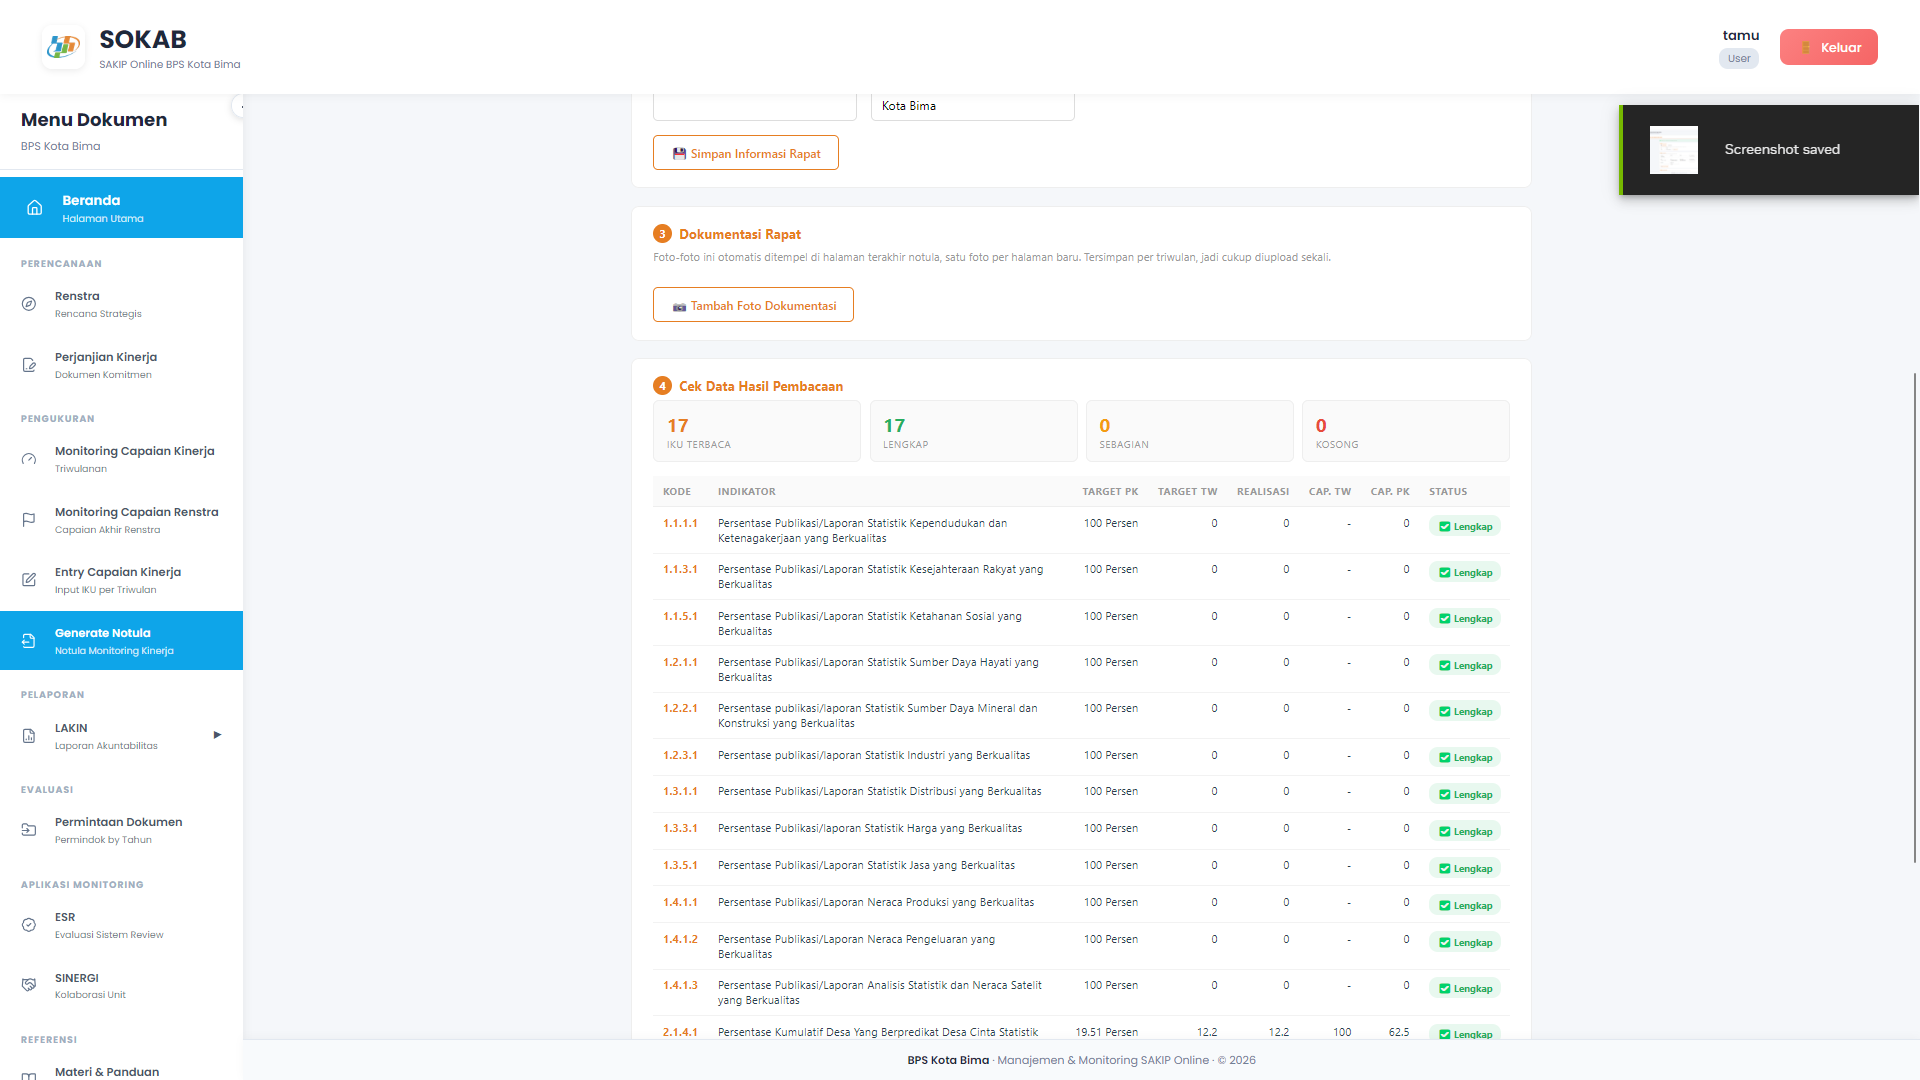 SOKAB
SAKIP Online BPS Kota Bima
tamu
User
Keluar
Menu Dokumen
BPS Kota Bima
Beranda
Halaman Utama
PERENCANAAN
Renstra
Rencana Strategis
Perjanjian Kinerja
Dokumen Komitmen
PENGUKURAN
Monitoring Capaian Kinerja
Triwulanan
Monitoring Capaian Renstra
Capaian Akhir Renstra
Entry Capaian Kinerja
Input IKU per Triwulan
Generate Notula
Notula Monitoring Kinerja
PELAPORAN
LAKIN
Laporan Akuntabilitas
EVALUASI
Permintaan Dokumen
Permindok by Tahun
APLIKASI MONITORING
ESR
Evaluasi Sistem Review
SINERGI
Kolaborasi Unit
REFERENSI
Materi & Panduan
Kota Bima
Simpan Informasi Rapat
Screenshot saved
3 Dokumentasi Rapat
Foto-foto ini otomatis ditempel di halaman terakhir notula, satu foto per halaman baru. Tersimpan per triwulan, jadi cukup diupload sekali.
Tambah Foto Dokumentasi
4 Cek Data Hasil Pembacaan
17 IKU TERBACA
17 LENGKAP
0 SEBAGIAN
0 KOSONG
KODE INDIKATOR TARGET PK TARGET TW REALISASI CAP. TW CAP. PK STATUS
1.1.1.1 Persentase Publikasi/Laporan Statistik Kependudukan dan 100 Persen 0 0 - 0 Lengkap
Ketenagakerjaan yang Berkualitas
1.1.3.1 Persentase Publikasi/Laporan Statistik Kesejahteraan Rakyat yang 100 Persen 0 0 - 0 Lengkap
Berkualitas
1.1.5.1 Persentase Publikasi/Laporan Statistik Ketahanan Sosial yang 100 Persen 0 0 - 0 Lengkap
Berkualitas
1.2.1.1 Persentase Publikasi/Laporan Statistik Sumber Daya Hayati yang 100 Persen 0 0 - 0 Lengkap
Berkualitas
1.2.2.1 Persentase publikasi/laporan Statistik Sumber Daya Mineral dan 100 Persen 0 0 - 0 Lengkap
Konstruksi yang Berkualitas
1.2.3.1 Persentase publikasi/laporan Statistik Industri yang Berkualitas 100 Persen 0 0 - 0 Lengkap
1.3.1.1 Persentase Publikasi/Laporan Statistik Distribusi yang Berkualitas 100 Persen 0 0 - 0 Lengkap
1.3.3.1 Persentase Publikasi/laporan Statistik Harga yang Berkualitas 100 Persen 0 0 - 0 Lengkap
1.3.5.1 Persentase Publikasi/Laporan Statistik Jasa yang Berkualitas 100 Persen 0 0 - 0 Lengkap
1.4.1.1 Persentase Publikasi/Laporan Neraca Produksi yang Berkualitas 100 Persen 0 0 - 0 Lengkap
1.4.1.2 Persentase Publikasi/Laporan Neraca Pengeluaran yang 100 Persen 0 0 - 0 Lengkap
Berkualitas
1.4.1.3 Persentase Publikasi/Laporan Analisis Statistik dan Neraca Satelit 100 Persen 0 0 - 0 Lengkap
yang Berkualitas
2.1.4.1 Persentase Kumulatif Desa Yang Berpredikat Desa Cinta Statistik 19.51 Persen 12.2 12.2 100 62.5 Lengkap
BPS Kota Bima · Manajemen & Monitoring SAKIP Online · © 2026